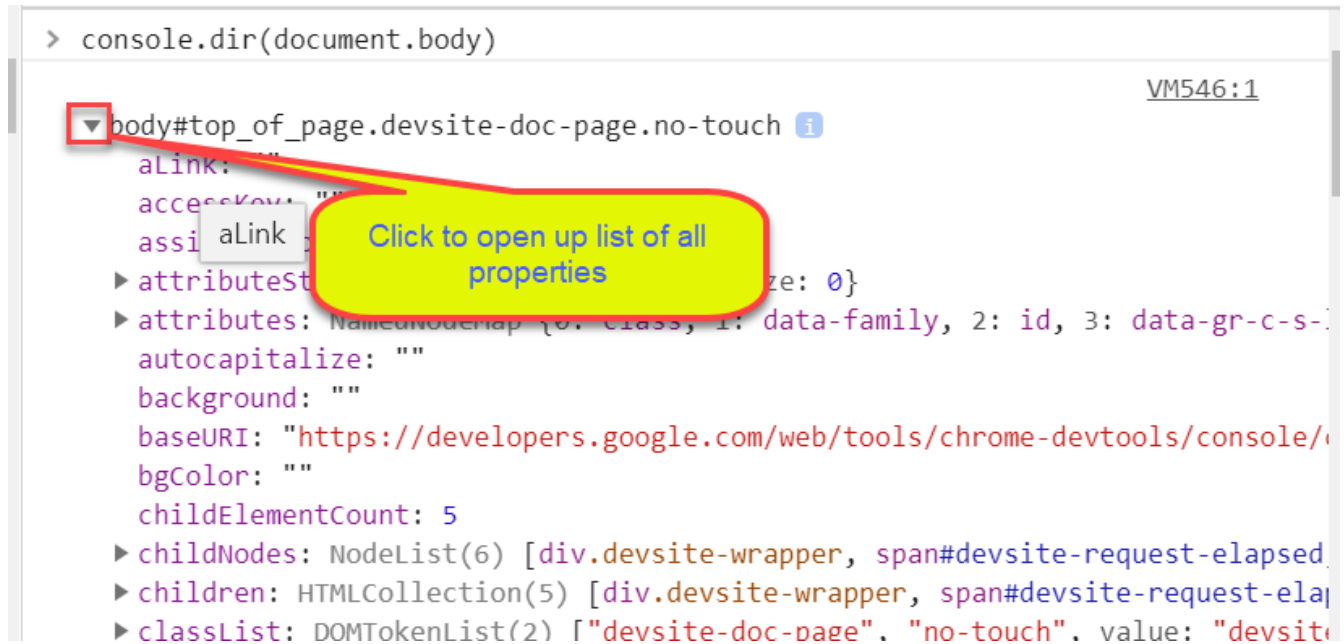 > console.dir(document.body)
VM546:1
▼ body#top_of_page.devsite-doc-page.no-touch i
aLink: ""
accessKey: ""
assi
aLink
Click to open up list of all
properties
▶ attributeSt ze: 0}
▶ attributes: NamedNodeMap {0: class, 1: data-family, 2: id, 3: data-gr-c-s-
autocapitalize: ""
background: ""
baseURI: "https://developers.google.com/web/tools/chrome-devtools/console/
bgColor: ""
childElementCount: 5
▶ childNodes: NodeList(6) [div.devsite-wrapper, span#devsite-request-elapsed
▶ children: HTMLCollection(5) [div.devsite-wrapper, span#devsite-request-elap
▶ classList: DOMTokenList(2) ["devsite-doc-page", "no-touch", value: "devsite